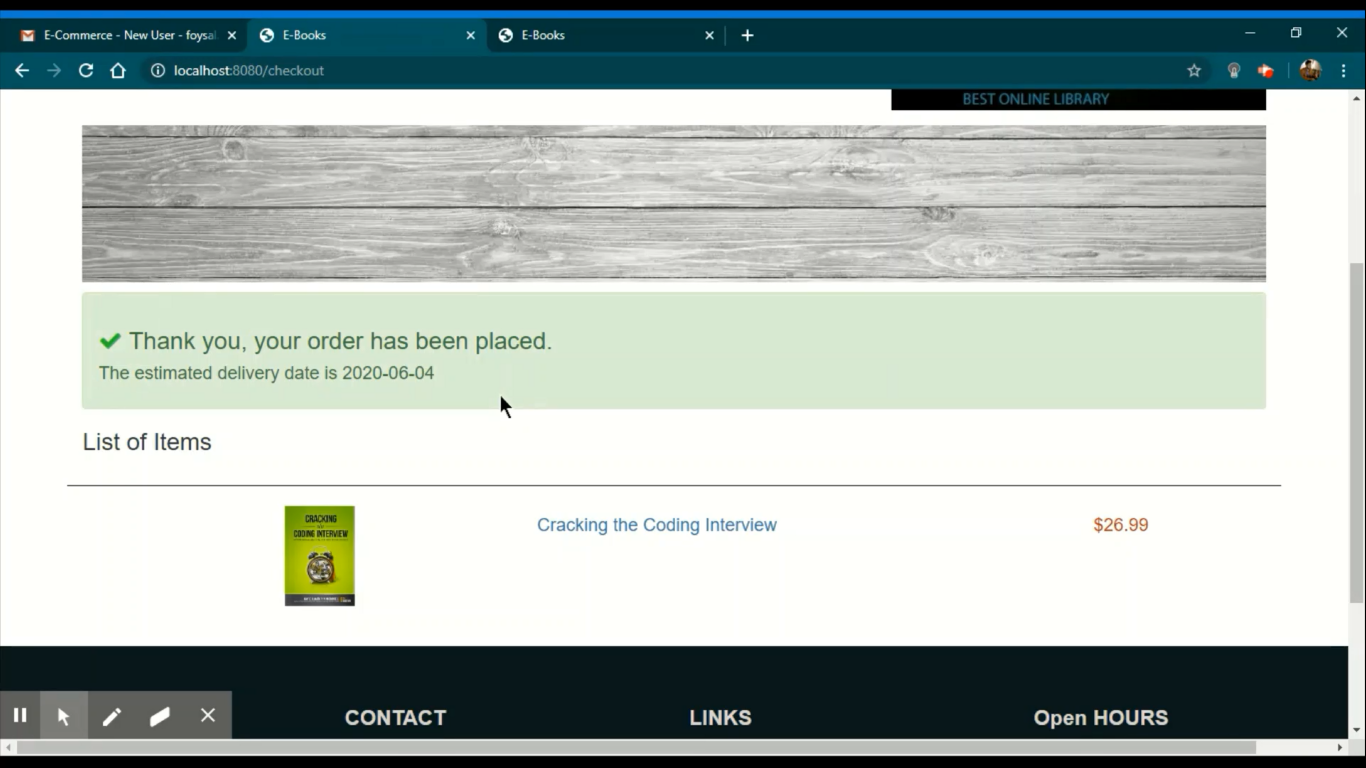 E-Commerce - New User - foysal
E-Books
E-Books
localhost:8080/checkout
BEST ONLINE LIBRARY
Thank you, your order has been placed.
The estimated delivery date is 2020-06-04
List of Items
CRACKING
CODING INTERVIEW
Cracking the Coding Interview
$26.99
CONTACT
LINKS
Open HOURS